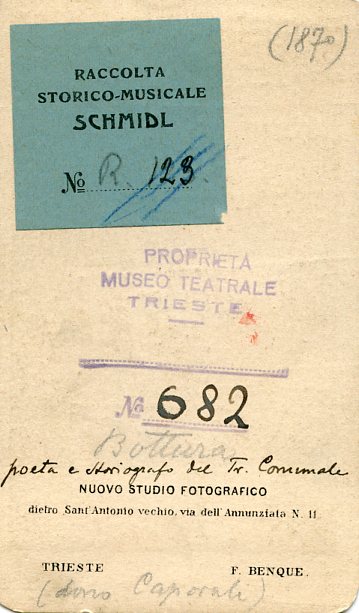 (1870)
RACCOLTA
STORICO-MUSICALE
SCHMIDL
No R. 123.
PROPRIETÀ
MUSEO TEATRALE
TRIESTE
No 682
Bottura
poeta e storiografo del Tr. Comunale
NUOVO STUDIO FOTOGRAFICO
dietro Sant'Antonio vechio, via dell'Annunziata N. 11.
TRIESTE F. BENQUE.
(dono Caporali)